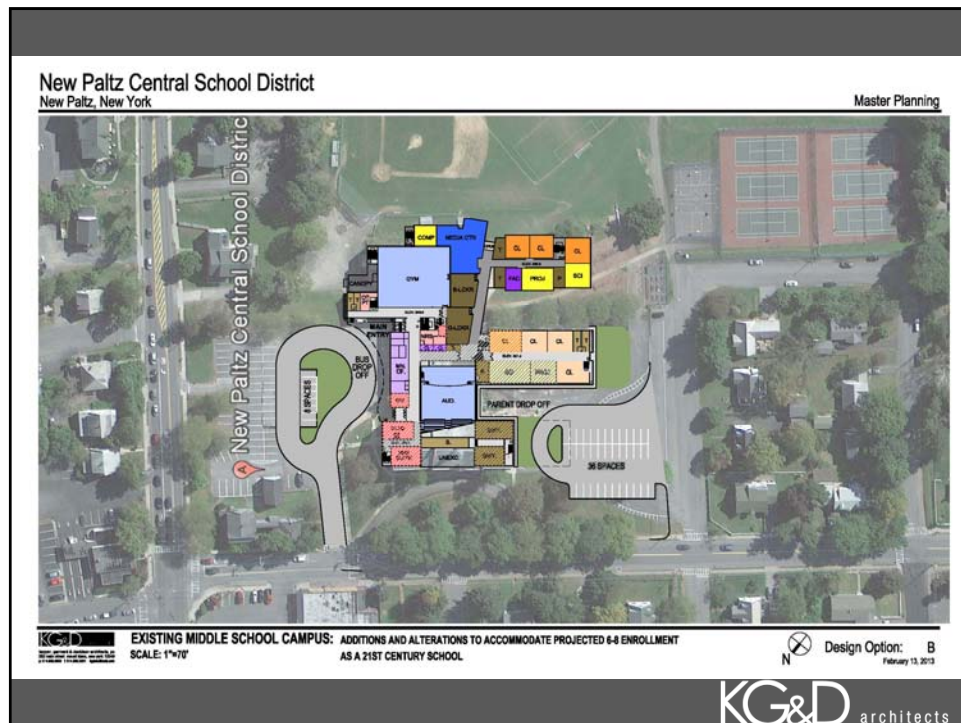 New Paltz Central School District
New Paltz, New York
Master Planning
New Paltz Central School Distric
A
COMP
MEDIA CTR
CL
CL
CL
GYM
CANOPY
B-LCKR
FAC
PROJ
SCI
MAIN
ENTRY
G-LCKR
BUS
DROP
OFF
8 SPACES
CL
CL
CL
CL
AUD.
PARENT DROP OFF
UNEXC.
36 SPACES
KG&D
EXISTING MIDDLE SCHOOL CAMPUS: ADDITIONS AND ALTERATIONS TO ACCOMMODATE PROJECTED 6-8 ENROLLMENT
SCALE: 1"=70'
AS A 21ST CENTURY SCHOOL
N
Design Option: B
February 13, 2013
KG&D architects